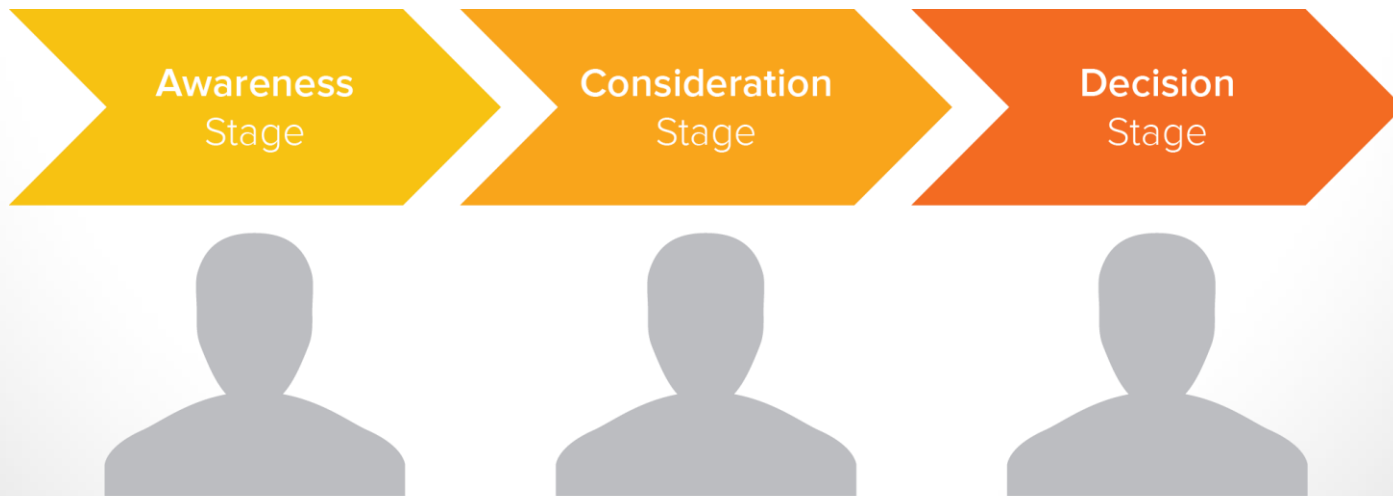 Awareness
Stage
Consideration
Stage
Decision
Stage